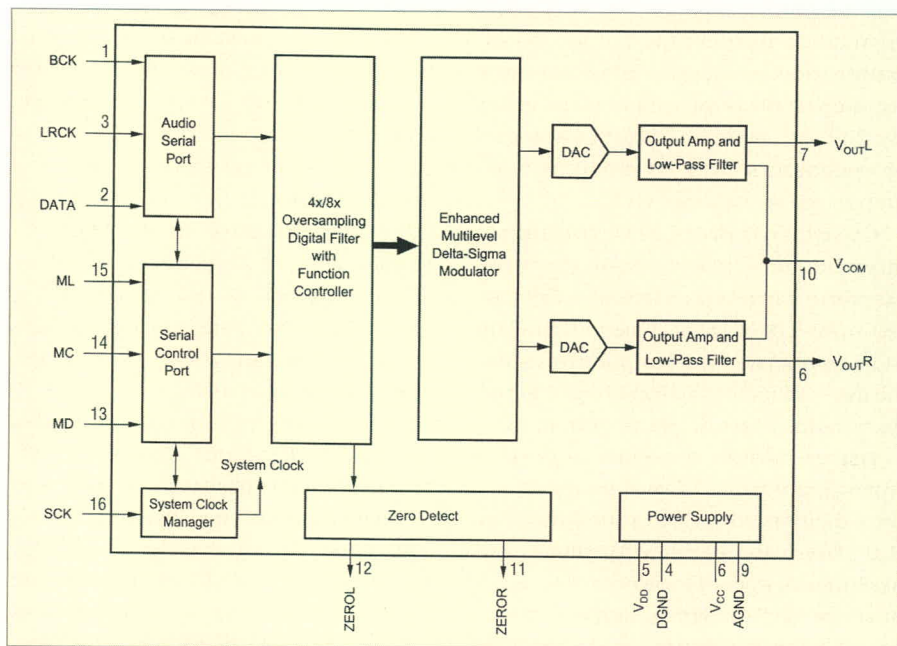 BCK
1
LRCK
3
DATA
2
ML
15
MC
14
MD
13
SCK
16
Audio
Serial
Port
Serial
Control
Port
System Clock
Manager
System Clock
4x/8x
Oversampling
Digital Filter
with
Function
Controller
Enhanced
Multilevel
Delta-Sigma
Modulator
DAC
Output Amp and
Low-Pass Filter
7
VOUTL
VCOM
10
DAC
Output Amp and
Low-Pass Filter
6
VOUTR
Zero Detect
12
ZEROL
11
ZEROR
Power Supply
5
VDD
4
DGND
6
VCC
9
AGND